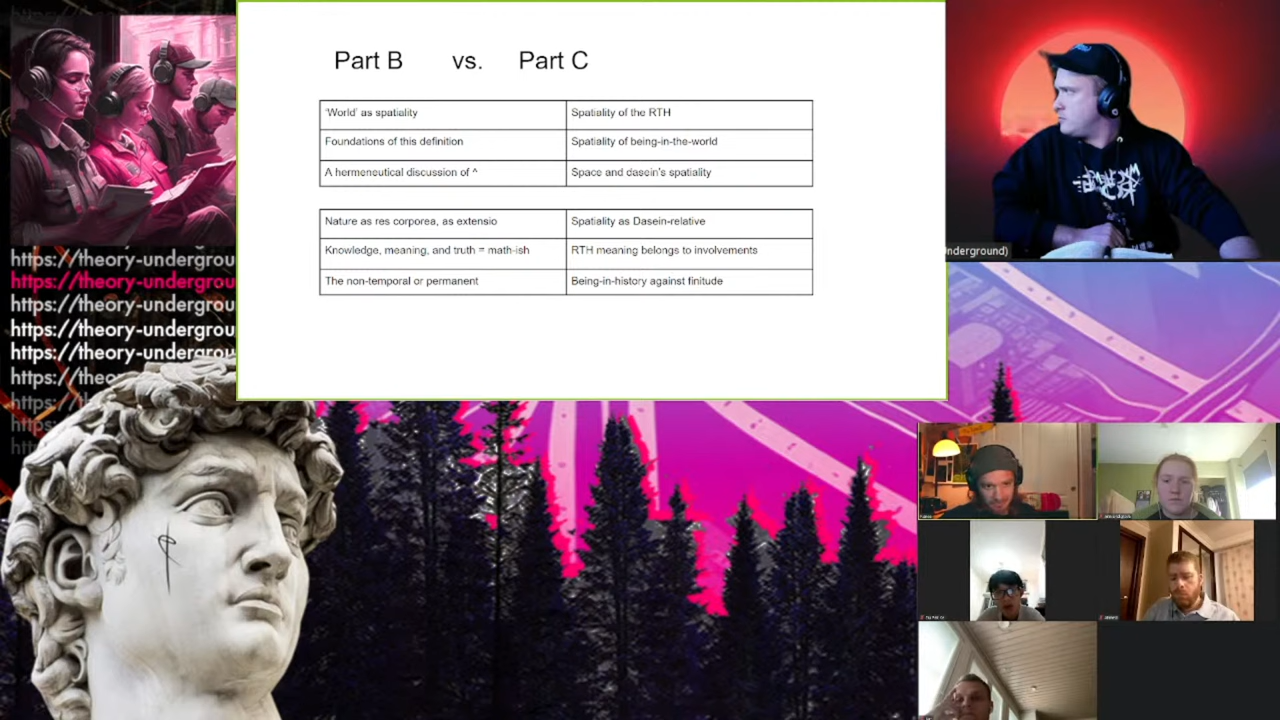 Part B vs. Part C
'World' as spatiality Spatiality of the RTH
Foundations of this definition Spatiality of being-in-the-world
A hermeneutical discussion of ^ Space and dasein's spatiality
Nature as res corporea, as extensio Spatiality as Dasein-relative
Knowledge, meaning, and truth = math-ish RTH meaning belongs to involvements
The non-temporal or permanent Being-in-history against finitude
nderground)
https://theory-undergrou
https://theory-undergrou
https://theory-undergrou
https://theory-undergrou
https://theory-undergrou
https://theo
https://t